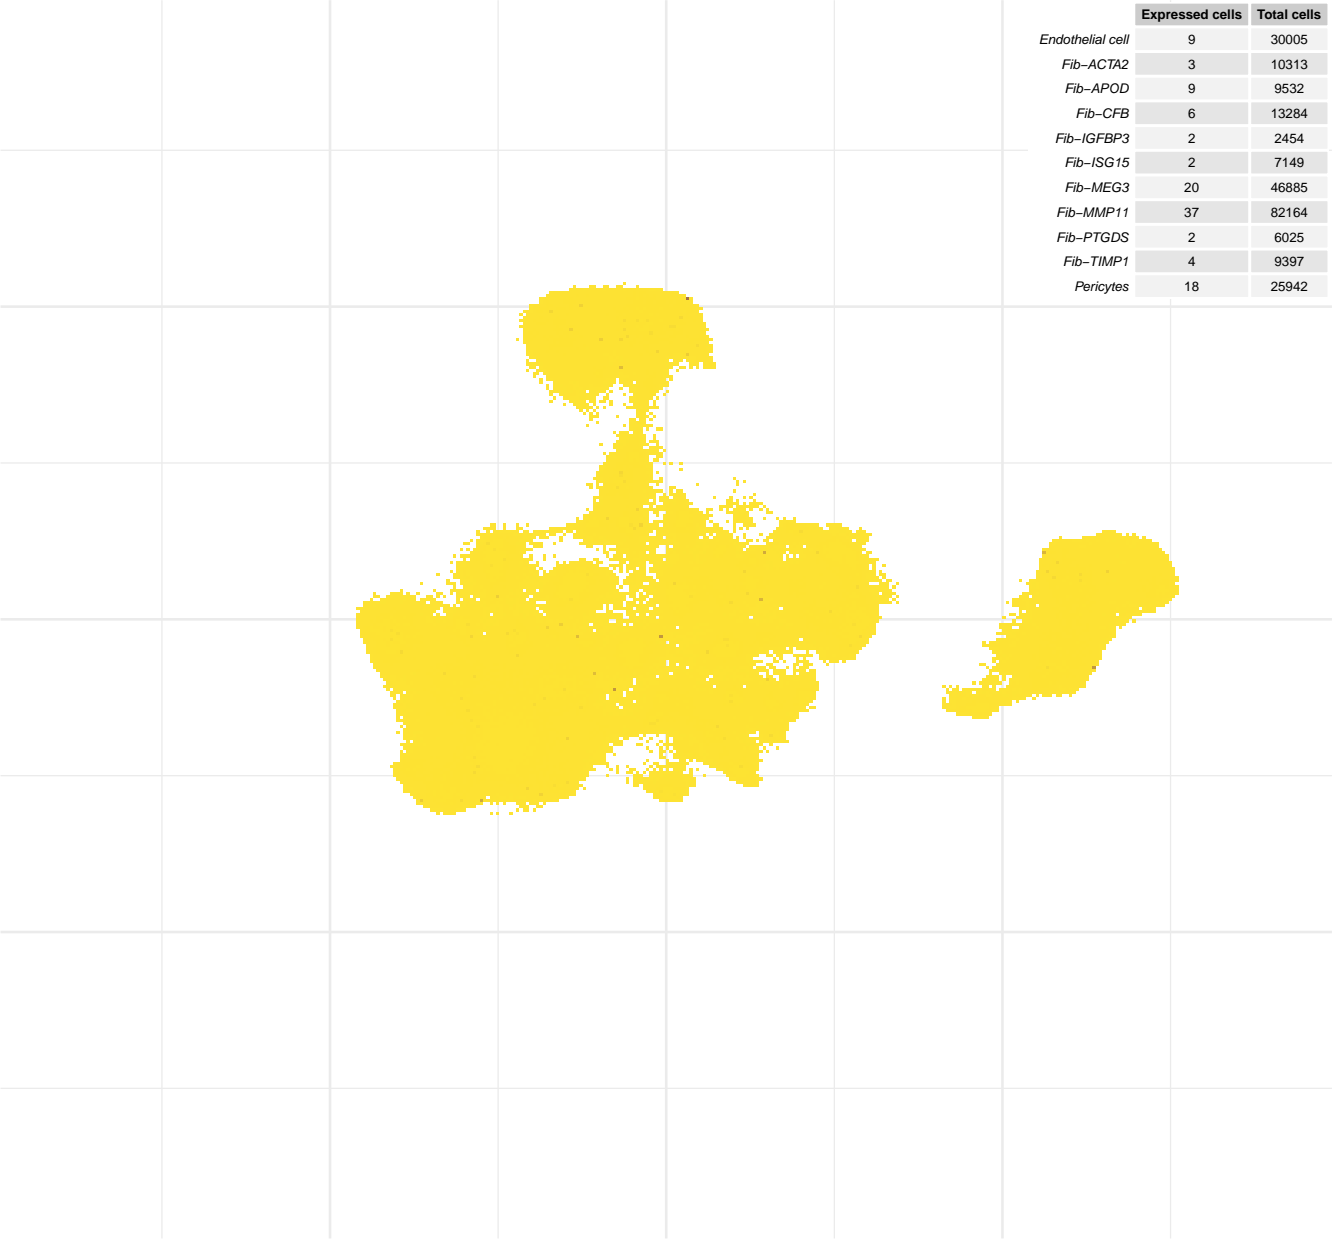 Expressed cells Total cells
Endothelial cell 9 30005
Fib−ACTA2 3 10313
Fib−APOD 9 9532
Fib−CFB 6 13284
Fib−IGFBP3 2 2454
Fib−ISG15 2 7149
Fib−MEG3 20 46885
Fib−MMP11 37 82164
Fib−PTGDS 2 6025
Fib−TIMP1 4 9397
Pericytes 18 25942